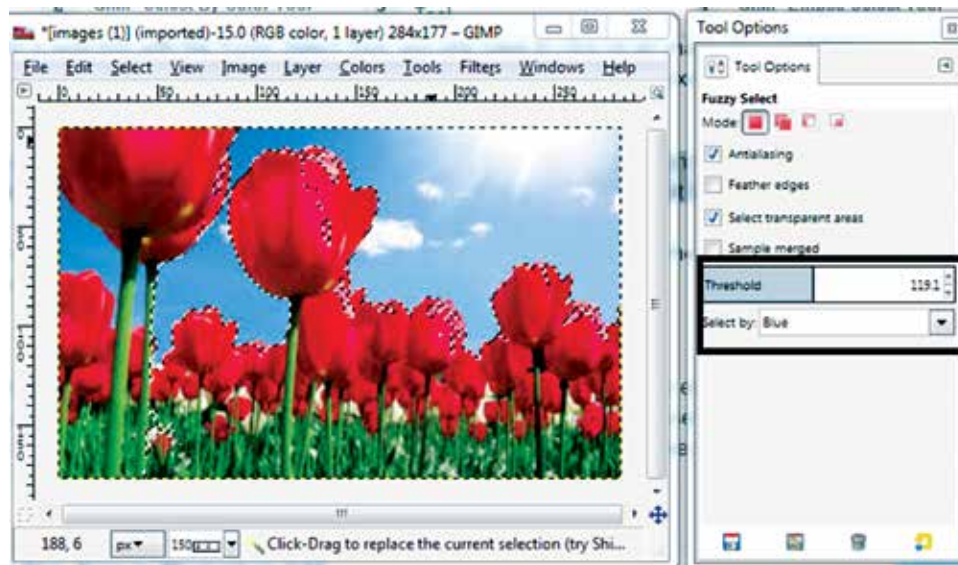 *[images (1)] (imported)-15.0 (RGB color, 1 layer) 284x177 – GIMP
File Edit Select View Image Layer Colors Tools Filters Windows Help
188, 6 px 150 Click-Drag to replace the current selection (try Shi...
Tool Options
Tool Options
Fuzzy Select
Mode:
Antialiasing
Feather edges
Select transparent areas
Sample merged
Threshold 119.1
Select by: Blue